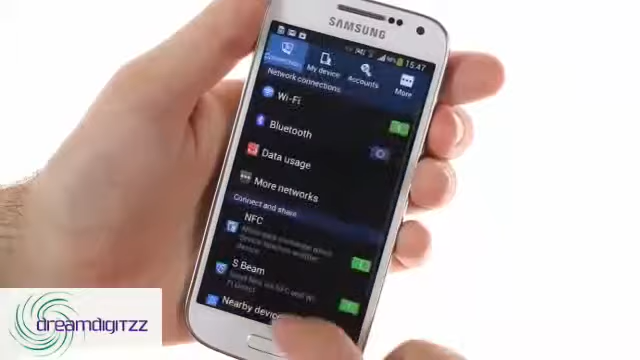 SAMSUNG
15:47
Connections
My device
Accounts
More
Network connections
Wi-Fi
Bluetooth
Data usage
More networks
Connect and share
NFC
S Beam
Nearby devices
dreamdigitzz